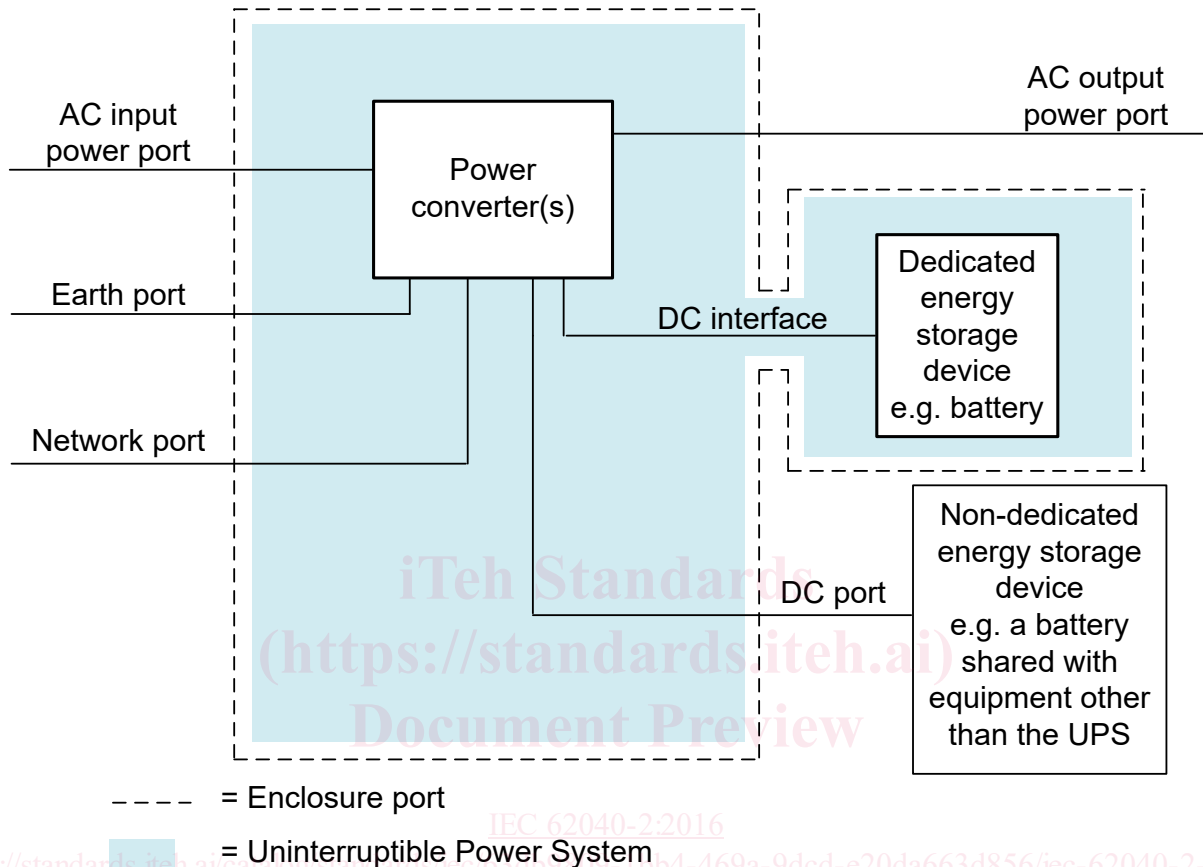 AC input
power port
AC output
power port
Power
converter(s)
Earth port
DC interface
Dedicated
energy
storage
device
e.g. battery
Network port
Non-dedicated
energy storage
device
e.g. a battery
shared with
equipment other
than the UPS
DC port
iTeh Standards
(https://standards.iteh.ai)
Document Preview
= Enclosure port
IEC 62040-2:2016
= Uninterruptible Power System